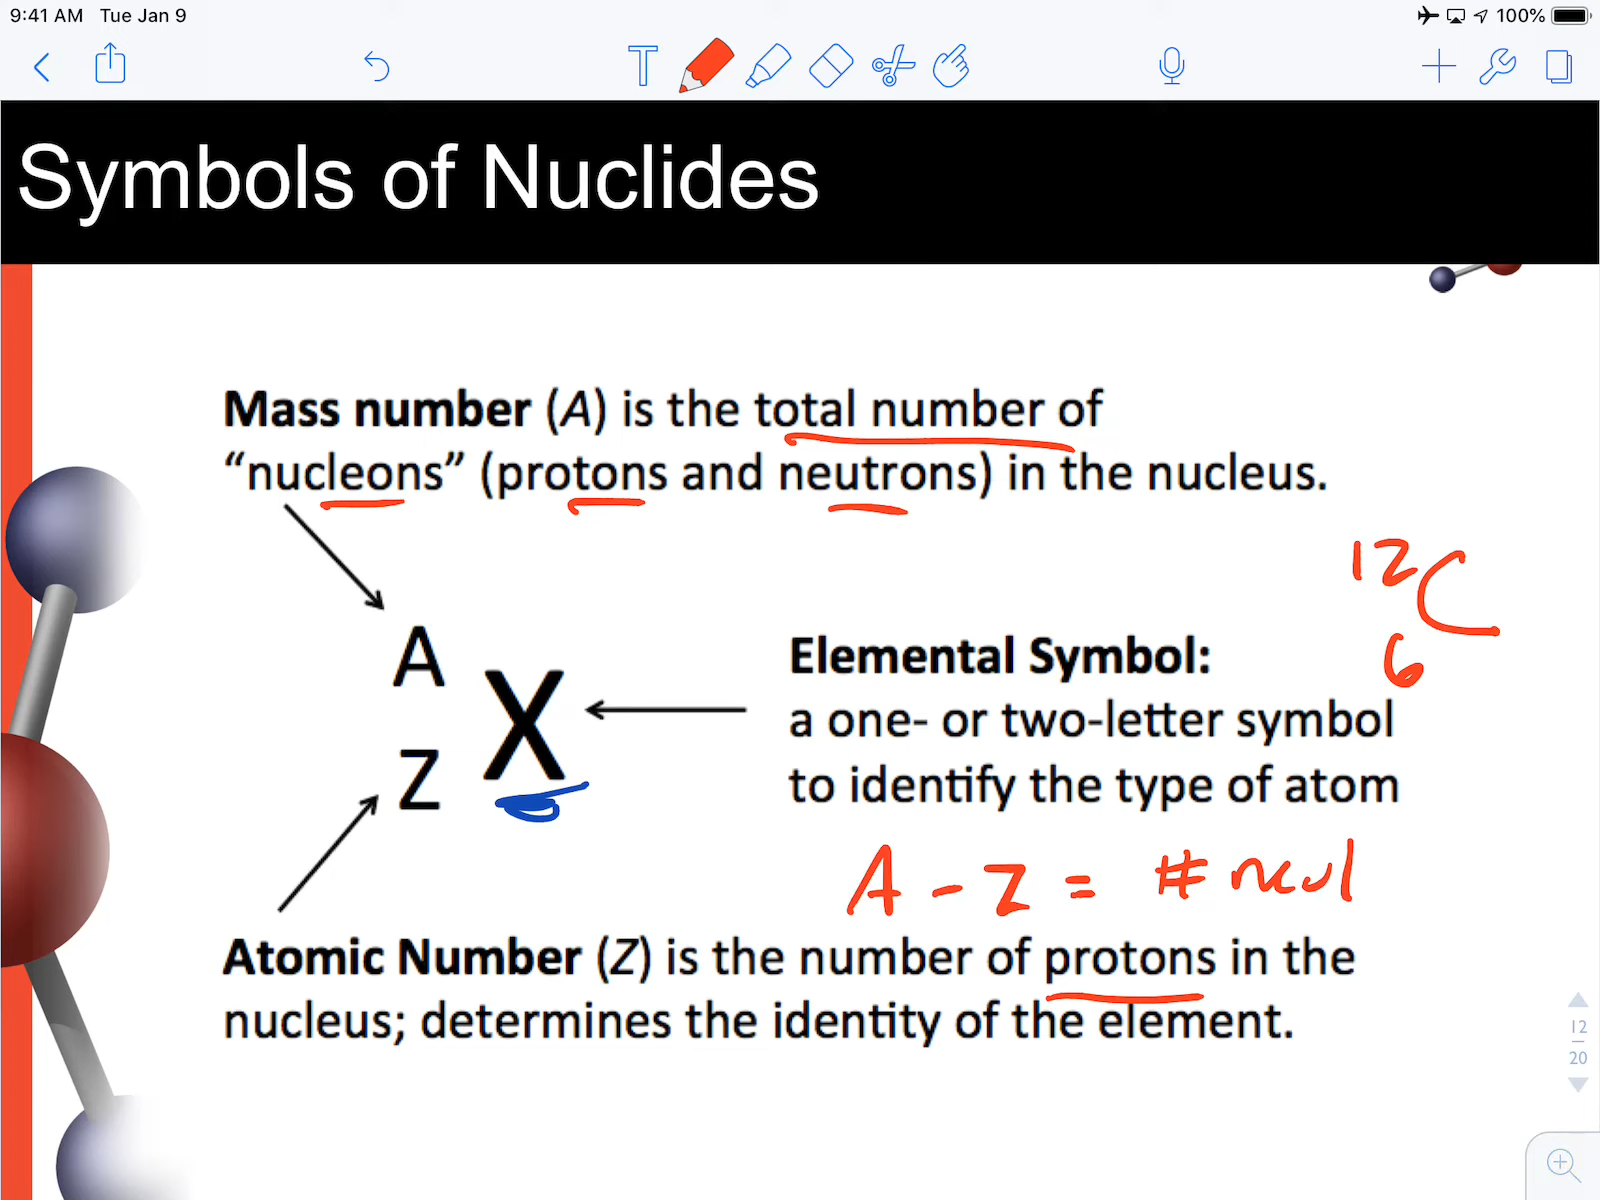 9:41 AM Tue Jan 9
100%
T
Symbols of Nuclides
Mass number (A) is the total number of
“nucleons” (protons and neutrons) in the nucleus.
12
C
6
A
X
Z
Elemental Symbol:
a one- or two-letter symbol
to identify the type of atom
A - Z = # neut
Atomic Number (Z) is the number of protons in the
nucleus; determines the identity of the element.
12
20